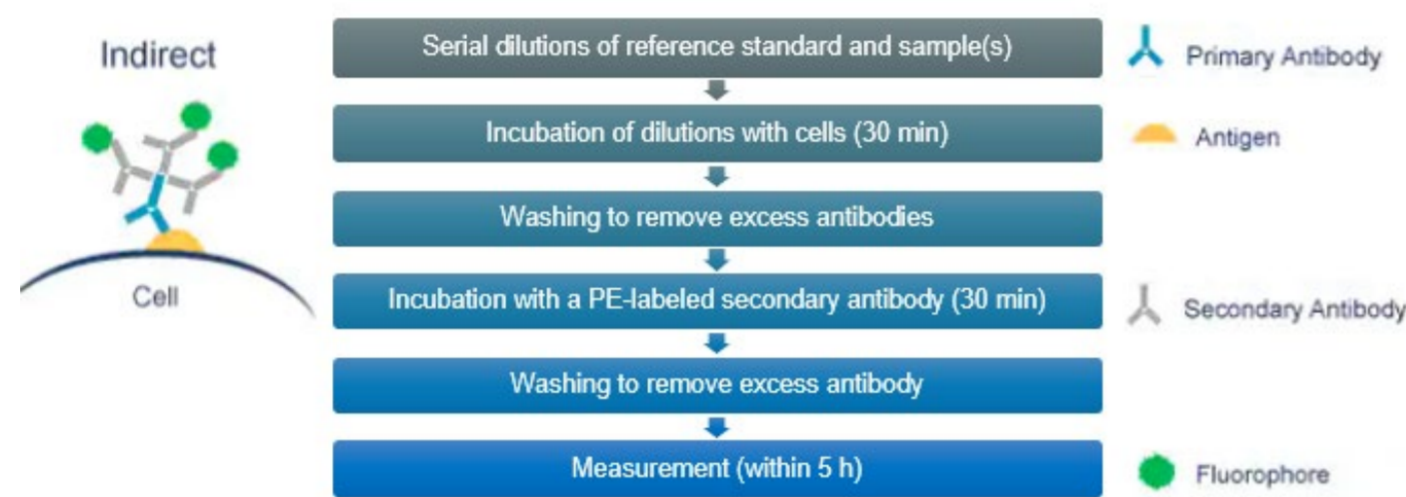 Indirect
Cell
Serial dilutions of reference standard and sample(s)
Incubation of dilutions with cells (30 min)
Washing to remove excess antibodies
Incubation with a PE-labeled secondary antibody (30 min)
Washing to remove excess antibody
Measurement (within 5 h)
Primary Antibody
Antigen
Secondary Antibody
Fluorophore